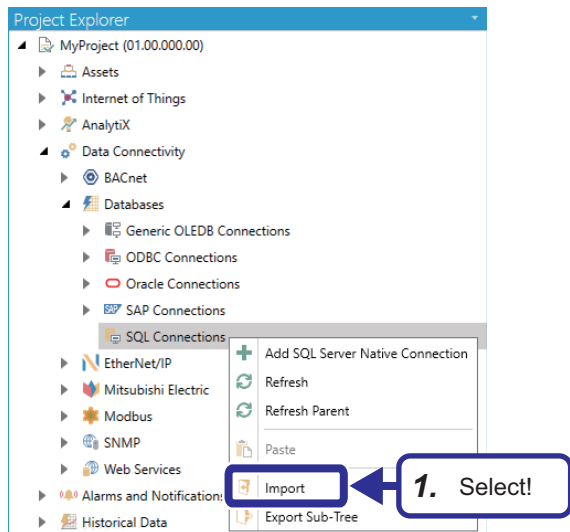 Project Explorer
MyProject (01.00.000.00)
Assets
Internet of Things
AnalytiX
Data Connectivity
BACnet
Databases
Generic OLEDB Connections
ODBC Connections
Oracle Connections
SAP SAP Connections
SQL Connections
Add SQL Server Native Connection
EtherNet/IP
Refresh
Mitsubishi Electric
Refresh Parent
Modbus
SNMP
Paste
Web Services
Import
1. Select!
Alarms and Notifications
Export Sub-Tree
Historical Data